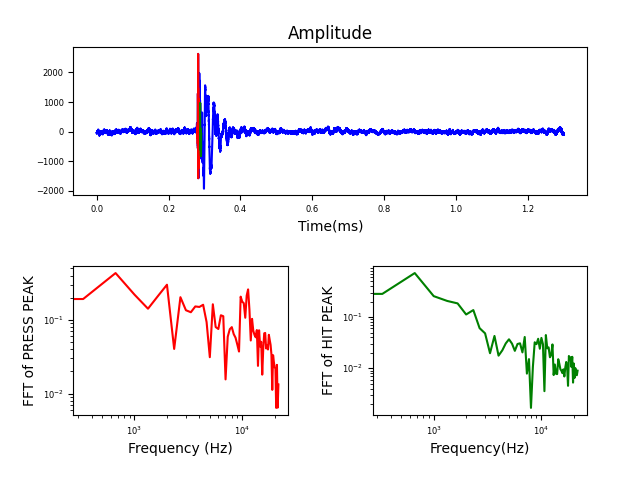 Amplitude
2000
1000
0
−1000
−2000
0.0 0.2 0.4 0.6 0.8 1.0 1.2
Time(ms)
FFT of PRESS PEAK
10⁻¹
10⁻²
10³ 10⁴
Frequency (Hz)
FFT of HIT PEAK
10⁻¹
10⁻²
10³ 10⁴
Frequency(Hz)